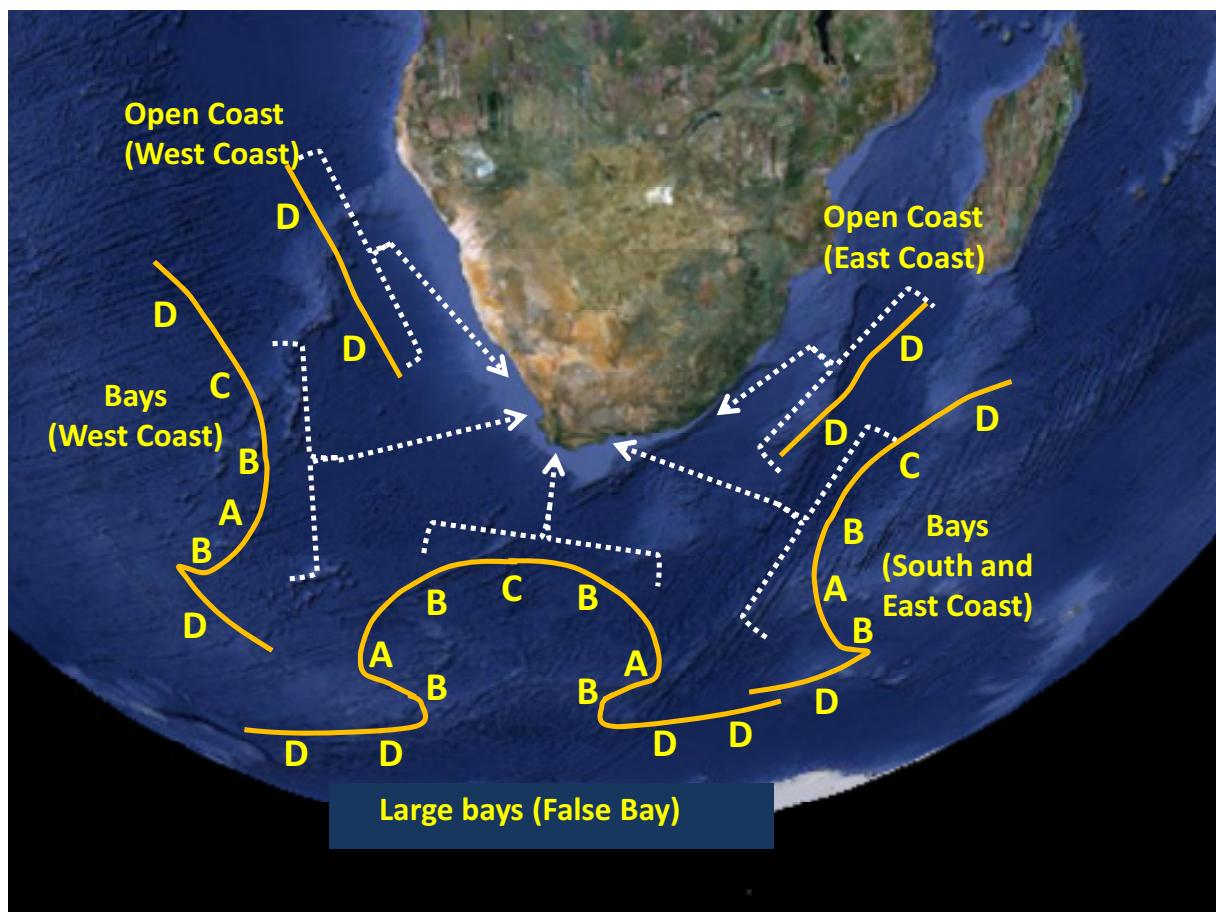 Open Coast
(West Coast)
D
D
Open Coast
(East Coast)
D
D
D
C
B
A
B
D
Bays
(West Coast)
D
C
B
A
B
D
Bays
(South and
East Coast)
B
C
B
A
A
B
B
D
D
D
D
Large bays (False Bay)